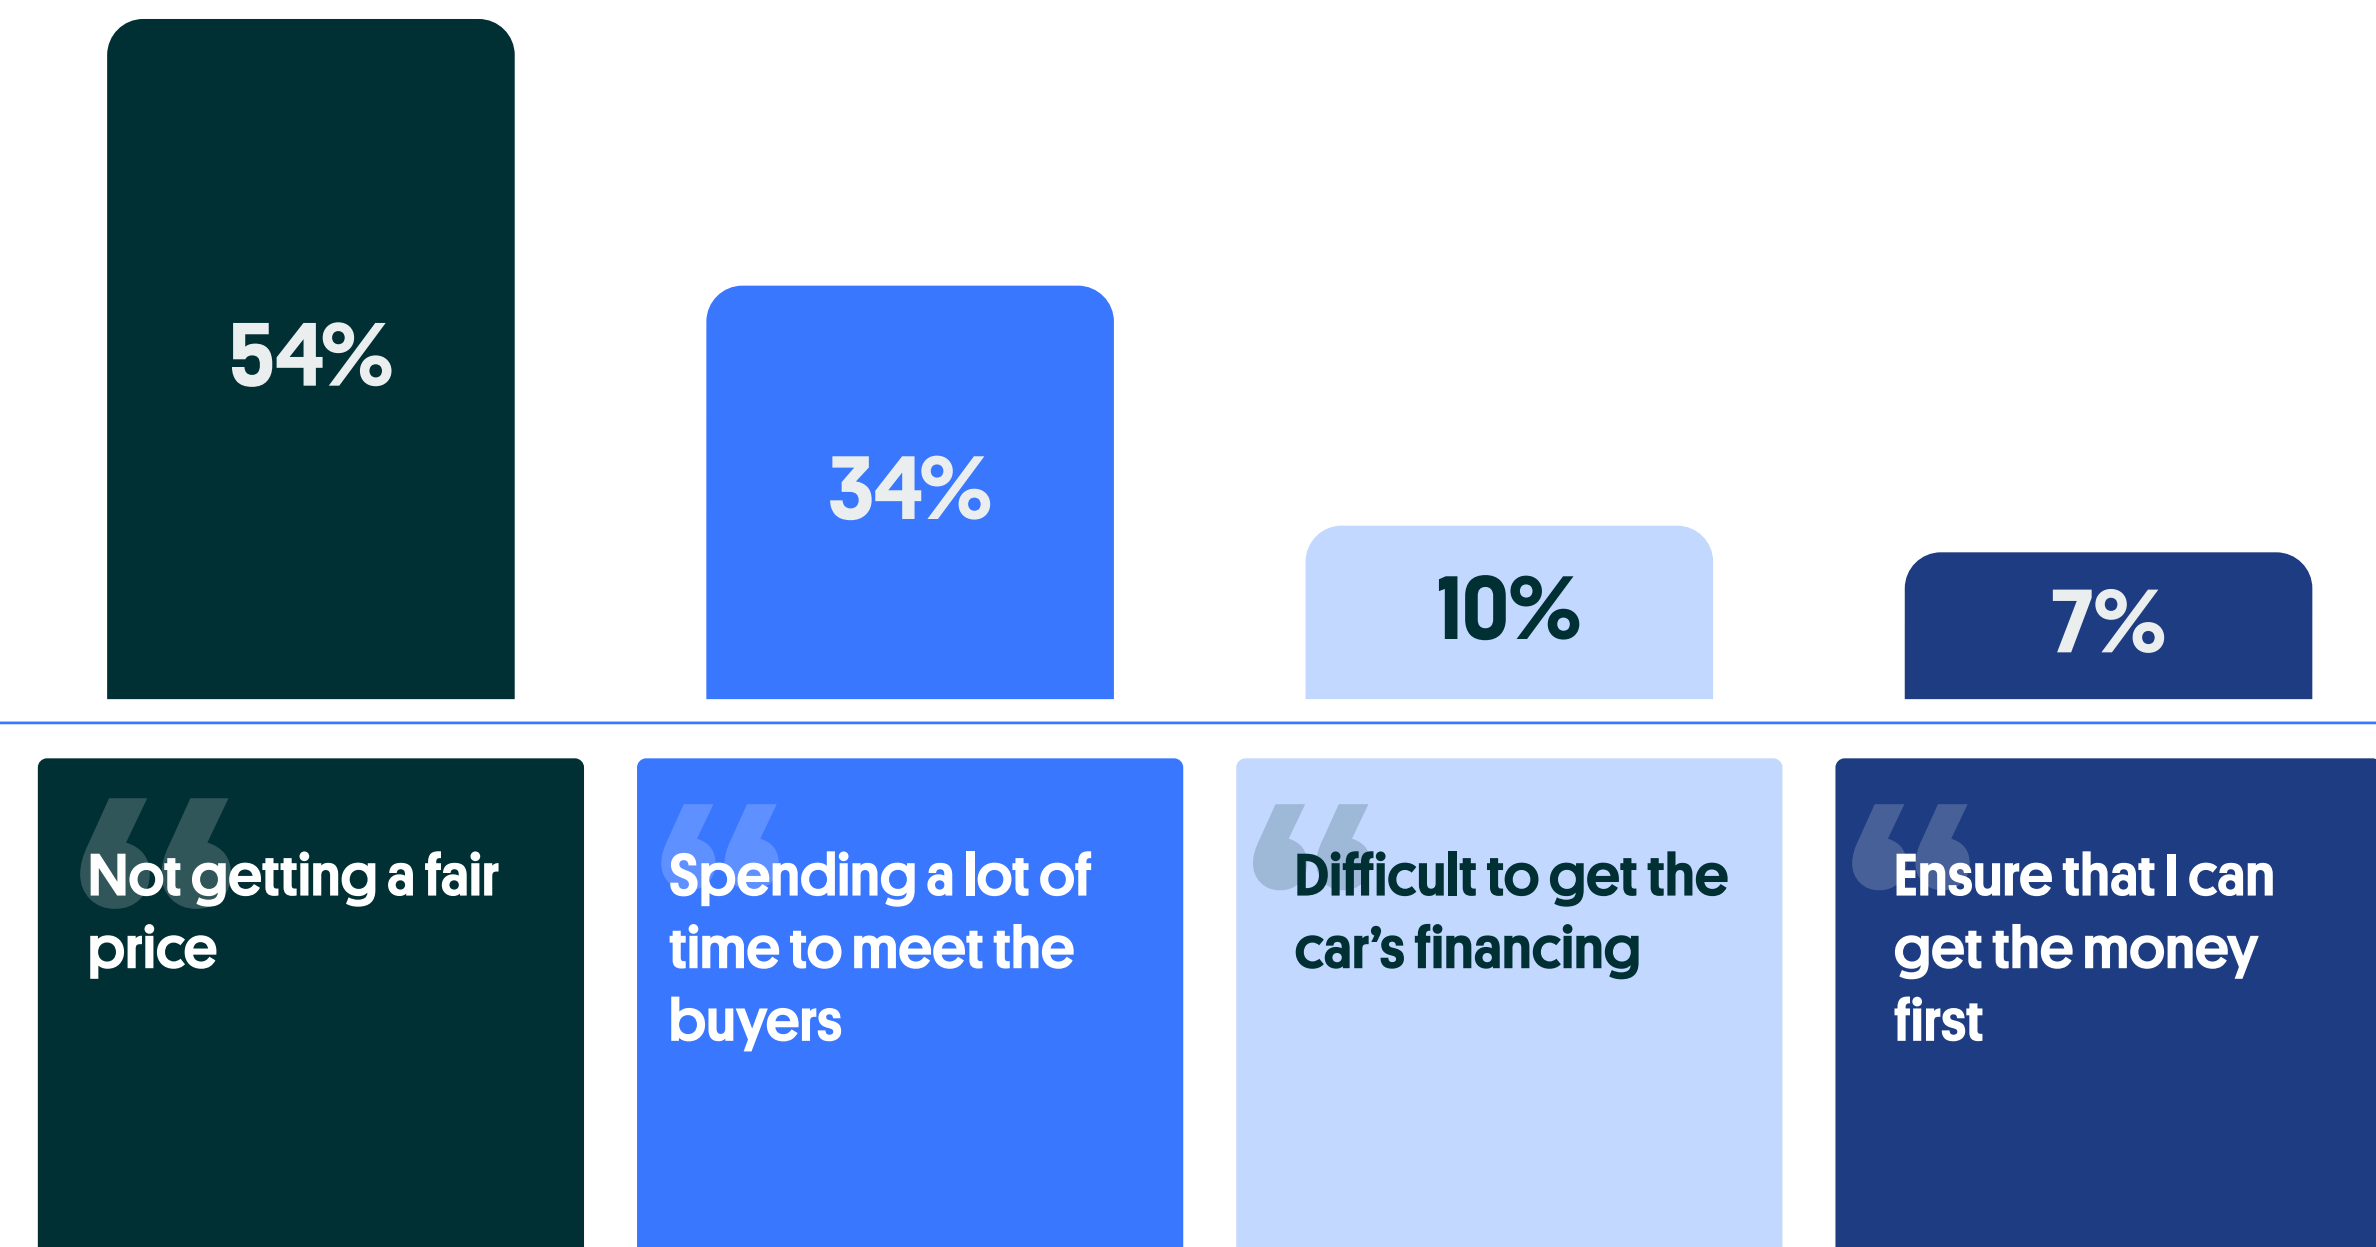 54%
34%
10%
7%
“
Not getting a fair
price
“
Spending a lot of
time to meet the
buyers
“
Difficult to get the
car’s financing
“
Ensure that I can
get the money
first